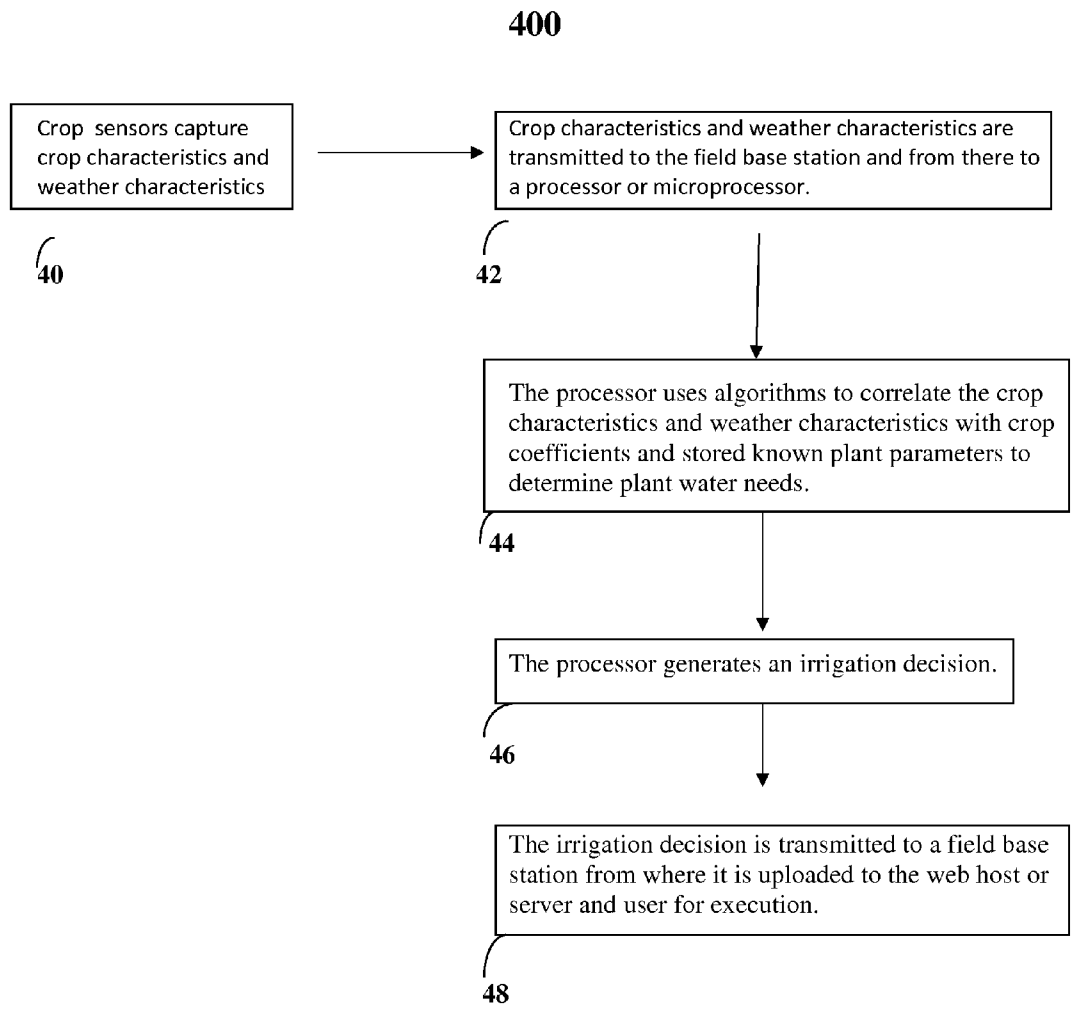 400
Crop sensors capture
crop characteristics and
weather characteristics
40
Crop characteristics and weather characteristics are
transmitted to the field base station and from there to
a processor or microprocessor.
42
The processor uses algorithms to correlate the crop
characteristics and weather characteristics with crop
coefficients and stored known plant parameters to
determine plant water needs.
44
The processor generates an irrigation decision.
46
The irrigation decision is transmitted to a field base
station from where it is uploaded to the web host or
server and user for execution.
48